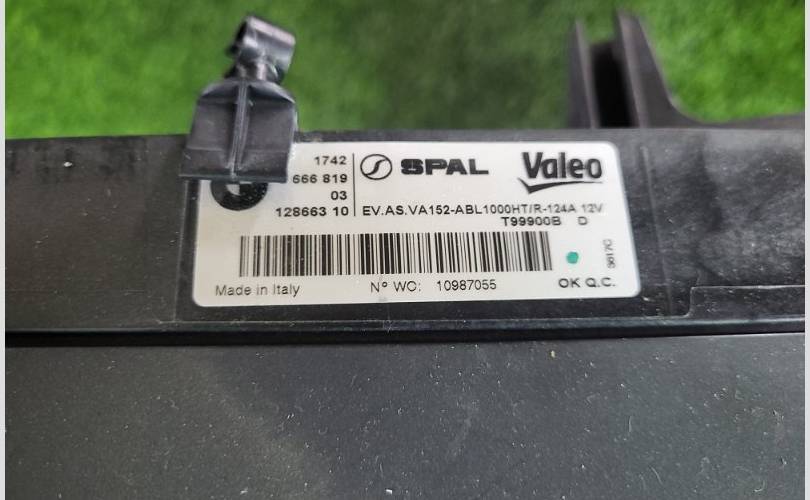 1742
666 819
03
128663 10
SPAL
Valeo
EV.AS.VA152-ABL1000HT/R-124A 12V
T99900B D
Made in Italy
N° WC: 10987055
OK Q.C.